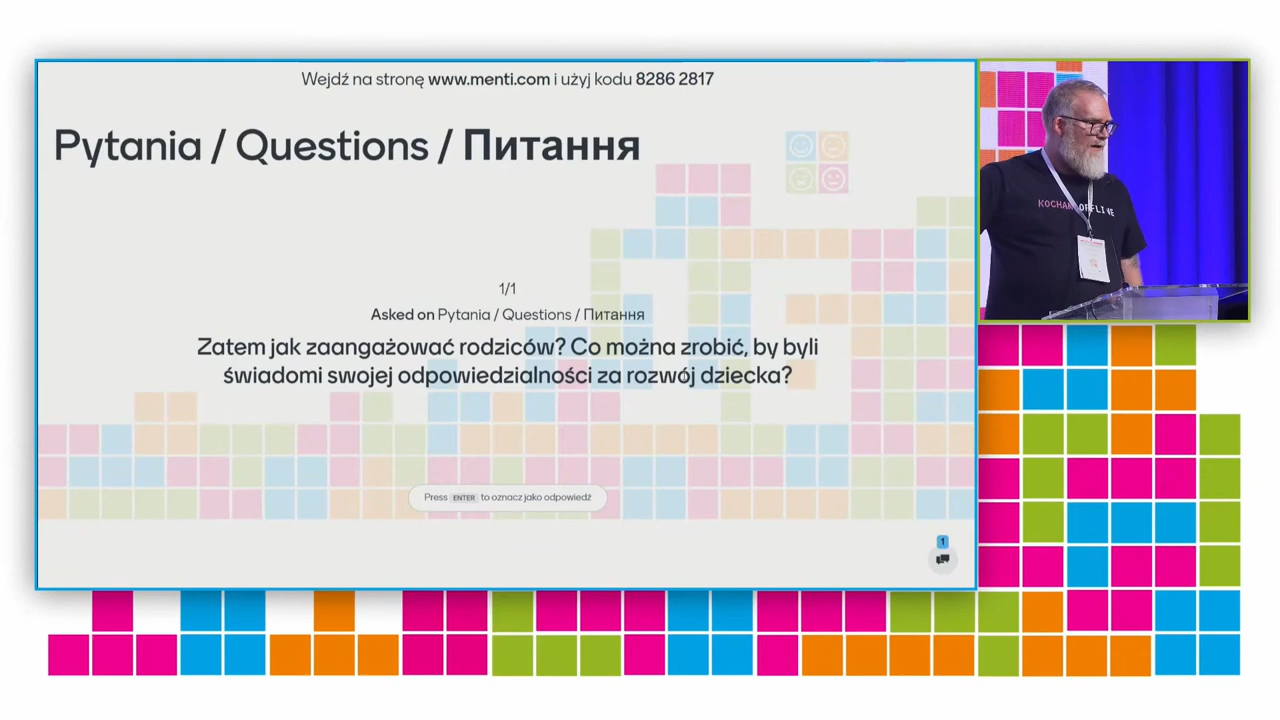 Wejdź na stronę www.menti.com i użyj kodu 8286 2817
Pytania / Questions / Питання
1/1
Asked on Pytania / Questions / Питання
Zatem jak zaangażować rodziców? Co można zrobić, by byli
świadomi swojej odpowiedzialności za rozwój dziecka?
Press ENTER to oznacz jako odpowiedź
1
KOCHAM OFFLINE